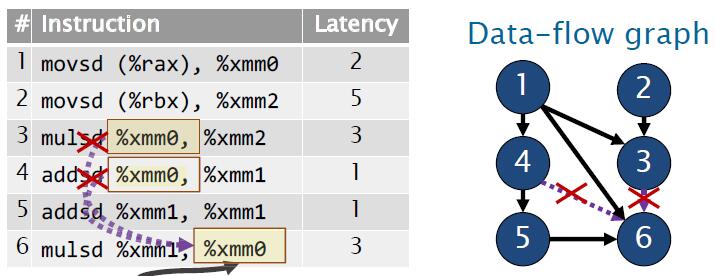 # Instruction Latency
1 movsd (%rax), %xmm0 2
2 movsd (%rbx), %xmm2 5
3 mulsd %xmm0, %xmm2 3
4 addsd %xmm0, %xmm1 1
5 addsd %xmm1, %xmm1 1
6 mulsd %xmm1, %xmm0 3
Data-flow graph
1 2
4 3
5 6